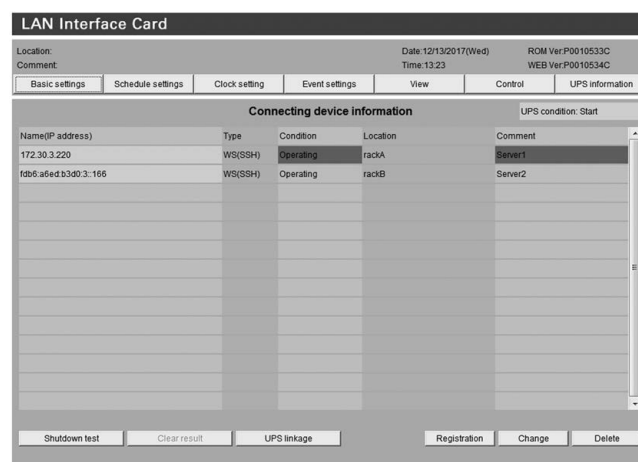 LAN Interface Card
Location: Date:12/13/2017(Wed) ROM Ver:P0010533C
Comment: Time:13:23 WEB Ver:P0010534C
Basic settings Schedule settings Clock setting Event settings View Control UPS information
Connecting device information UPS condition: Start
Name(IP address) Type Condition Location Comment
172.30.3.220 WS(SSH) Operating rackA Server1
fdb6:a6ed:b3d0:3::166 WS(SSH) Operating rackB Server2
Shutdown test Clear result UPS linkage Registration Change Delete